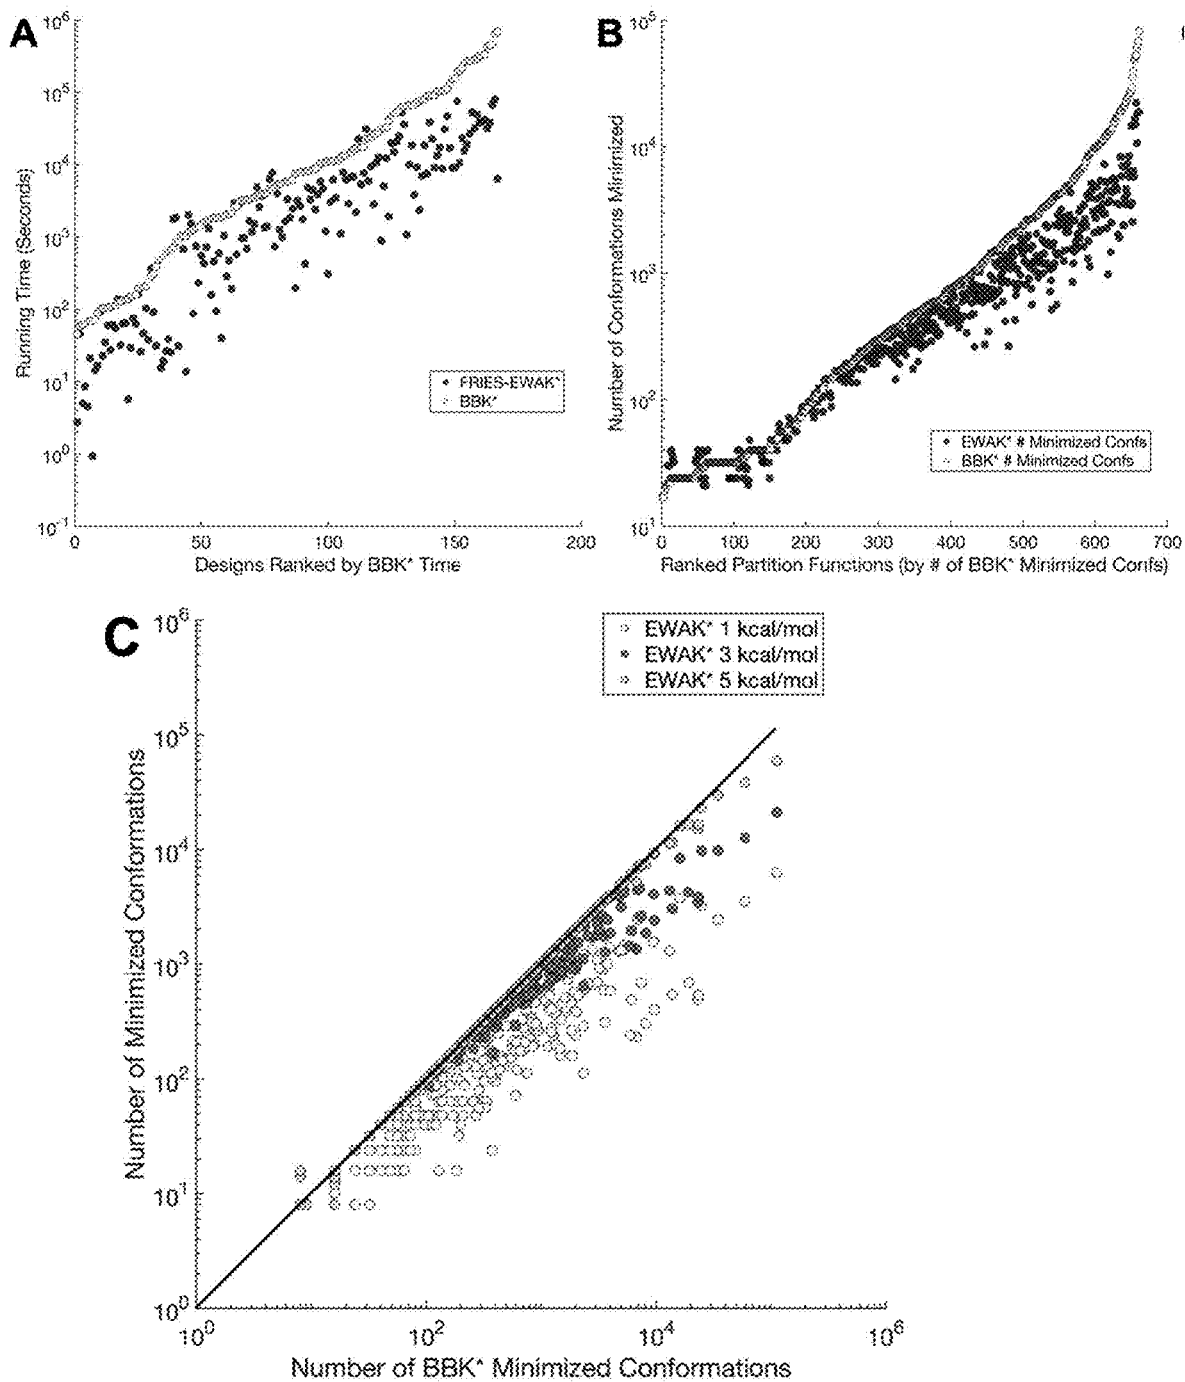 A
10^6
10^5
10^4
10^3
10^2
10^1
10^0
10^-1
Running Time (Seconds)
FRIES-EWAK*
BBK*
0 50 100 150 200
Designs Ranked by BBK* Time
B
10^5
10^4
10^3
10^2
10^1
Number of Conformations Minimized
EWAK* # Minimized Confs
BBK* # Minimized Confs
0 100 200 300 400 500 600 700
Ranked Partition Functions (by # of BBK* Minimized Confs)
C
EWAK* 1 kcal/mol
EWAK* 3 kcal/mol
EWAK* 5 kcal/mol
10^6
10^5
10^4
10^3
10^2
10^1
10^0
Number of Minimized Conformations
10^0 10^2 10^4 10^6
Number of BBK* Minimized Conformations